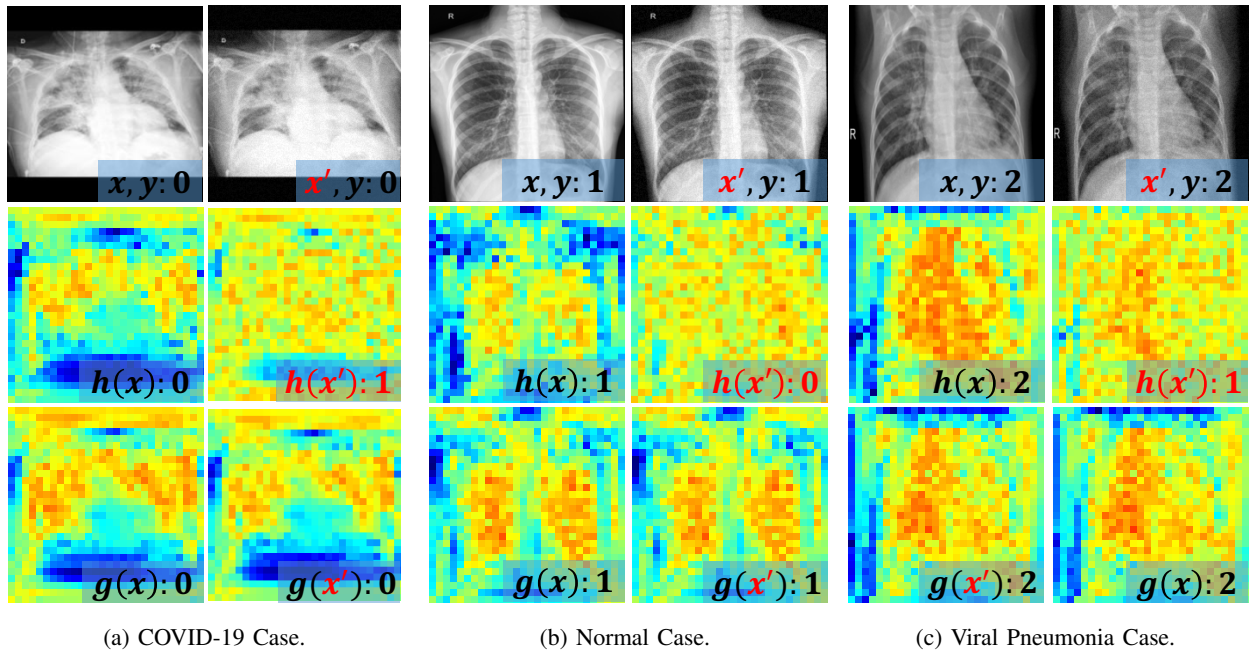 D
D
R
R
R
R
x, y: 0
x′, y: 0
x, y: 1
x′, y: 1
x, y: 2
x′, y: 2
h(x): 0
h(x′): 1
h(x): 1
h(x′): 0
h(x): 2
h(x′): 1
g(x): 0
g(x′): 0
g(x): 1
g(x′): 1
g(x′): 2
g(x): 2
(a) COVID-19 Case.
(b) Normal Case.
(c) Viral Pneumonia Case.